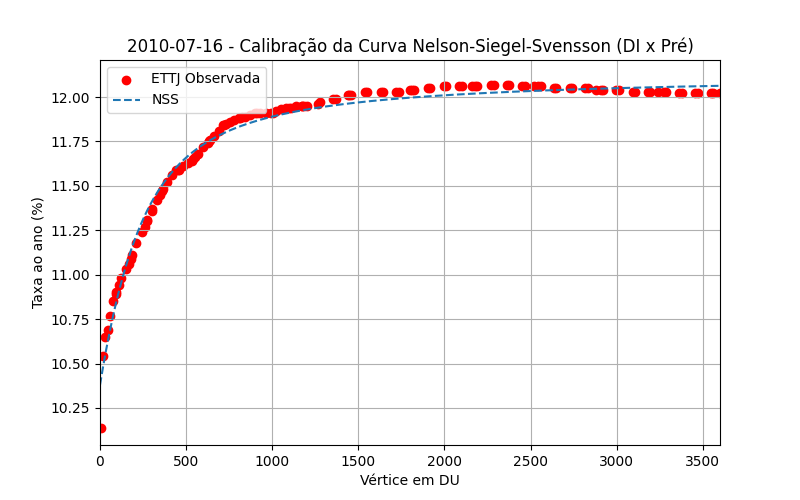 2010-07-16 - Calibração da Curva Nelson-Siegel-Svensson (DI x Pré)
ETTJ Observada
NSS
Taxa ao ano (%)
12.00
11.75
11.50
11.25
11.00
10.75
10.50
10.25
0 500 1000 1500 2000 2500 3000 3500
Vértice em DU